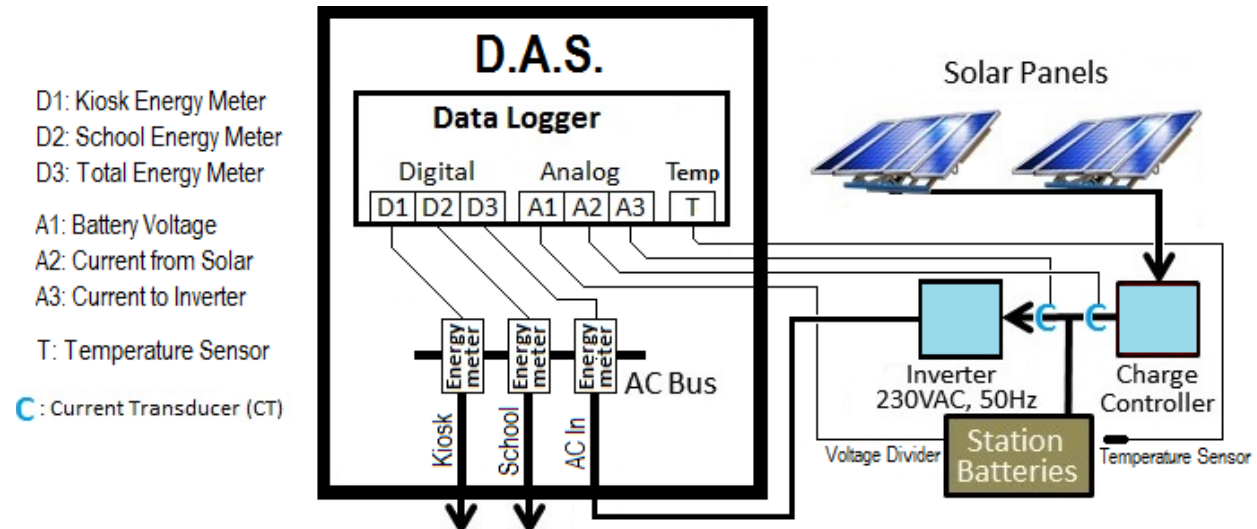 D.A.S.
Data Logger
Digital Analog Temp
D1 D2 D3 A1 A2 A3 T
D1: Kiosk Energy Meter
D2: School Energy Meter
D3: Total Energy Meter
A1: Battery Voltage
A2: Current from Solar
A3: Current to Inverter
T: Temperature Sensor
C : Current Transducer (CT)
Energy
meter
Energy
meter
Energy
meter
AC Bus
Kiosk
School
AC In
Solar Panels
C C
Inverter
230VAC, 50Hz
Charge
Controller
Voltage Divider
Station
Batteries
Temperature Sensor